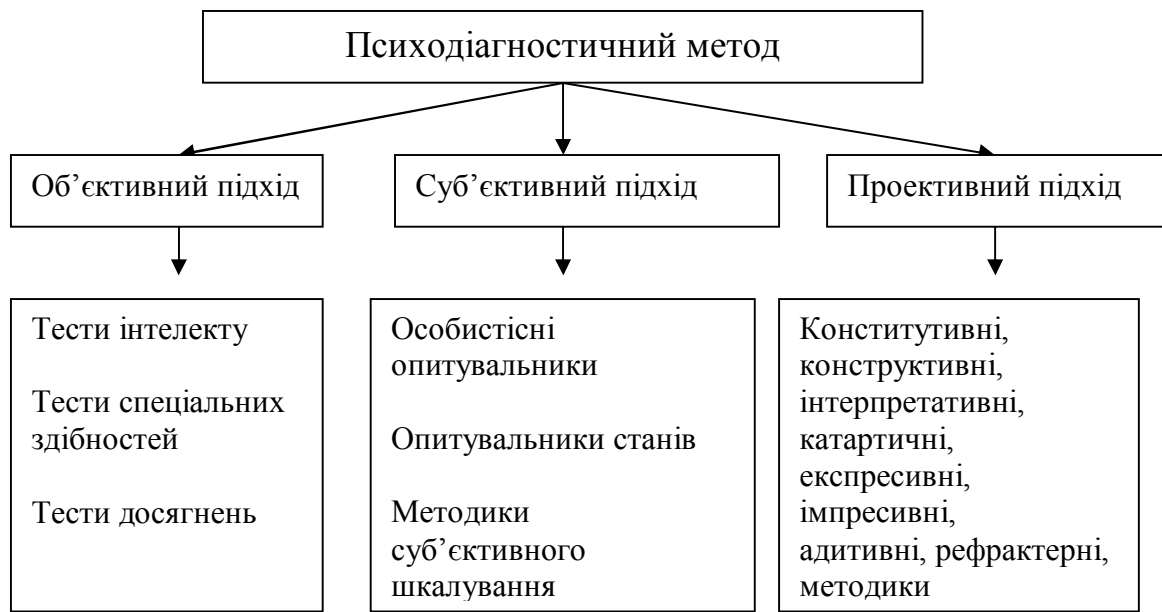 Психодіагностичний метод
Об’єктивний підхід
Суб’єктивний підхід
Проективний підхід
Тести інтелекту
Тести спеціальних
здібностей
Тести досягнень
Особистісні
опитувальники
Опитувальники станів
Методики
суб’єктивного
шкалування
Конститутивні,
конструктивні,
інтерпретативні,
катартичні,
експресивні,
імпресивні,
адитивні, рефрактерні,
методики